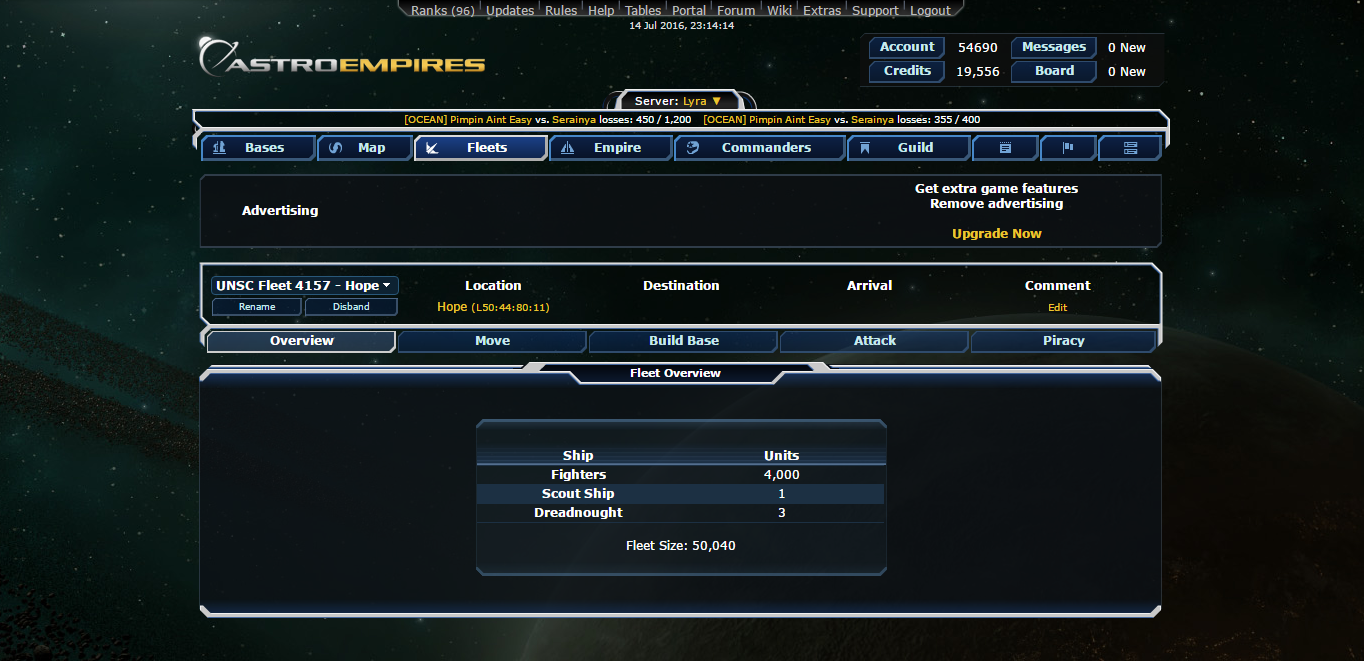 Ranks (96) Updates Rules Help Tables Portal Forum Wiki Extras Support Logout
14 Jul 2016, 23:14:14
ASTROEMPIRES
Account 54690 Messages 0 New
Credits 19,556 Board 0 New
Server: Lyra ▼
[OCEAN] Pimpin Aint Easy vs. Serainya losses: 450 / 1,200 [OCEAN] Pimpin Aint Easy vs. Serainya losses: 355 / 400
Bases Map Fleets Empire Commanders Guild
Advertising
Get extra game features
Remove advertising
Upgrade Now
UNSC Fleet 4157 - Hope Location Destination Arrival Comment
Rename Disband Hope (L50:44:80:11) Edit
Overview Move Build Base Attack Piracy
Fleet Overview
Ship Units
Fighters 4,000
Scout Ship 1
Dreadnought 3
Fleet Size: 50,040